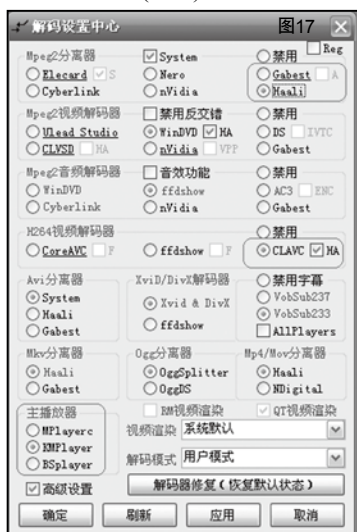 解码设置中心 图17
Mpeg2分离器 System 禁用 Reg
Elecard S Nero Gabest A
Cyberlink nVidia Haali
Mpeg2视频解码器 禁用反交错 禁用
Ulead Studio WinDVD HA DS IVTC
CLVSD HA nVidia VPP Gabest
Mpeg2音频解码器 音效功能 禁用
WinDVD ffdshow AC3 ENC
Cyberlink nVidia Gabest
H264视频解码器 禁用
CoreAVC F ffdshow F CLAVC HA
Avi分离器 XviD/DivX解码器 禁用字幕
System Xvid & DivX VobSub237
Haali VobSub233
Gabest ffdshow AllPlayers
Mkv分离器 Ogg分离器 Mp4/Mov分离器
Haali OggSplitter Haali
Gabest OggDS NDigital
主播放器 RM视频渲染 QT视频渲染
MPlayerc 视频渲染 系统默认
KMPlayer
BSplayer 解码模式 用户模式
高级设置 解码器修复(恢复默认状态)
确定 刷新 应用 取消